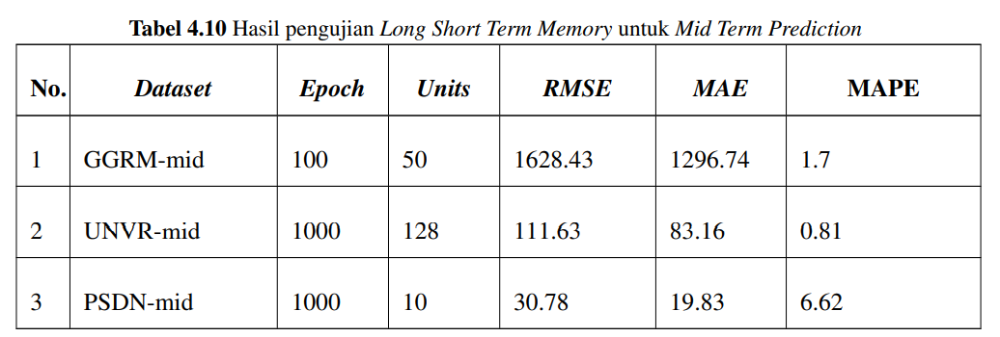 Tabel 4.10 Hasil pengujian Long Short Term Memory untuk Mid Term Prediction
No. Dataset Epoch Units RMSE MAE MAPE
1 GGRM-mid 100 50 1628.43 1296.74 1.7
2 UNVR-mid 1000 128 111.63 83.16 0.81
3 PSDN-mid 1000 10 30.78 19.83 6.62